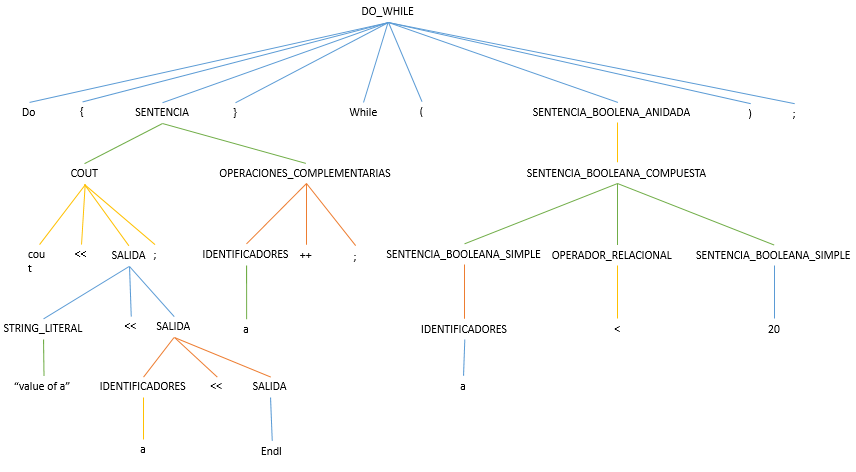 DO_WHILE
Do { SENTENCIA } While ( SENTENCIA_BOOLENA_ANIDADA ) ;
COUT OPERACIONES_COMPLEMENTARIAS SENTENCIA_BOOLEANA_COMPUESTA
cou
t << SALIDA ; IDENTIFICADORES ++ ; SENTENCIA_BOOLEANA_SIMPLE OPERADOR_RELACIONAL SENTENCIA_BOOLEANA_SIMPLE
STRING_LITERAL << SALIDA a IDENTIFICADORES < 20
“value of a” IDENTIFICADORES << SALIDA a
a Endl